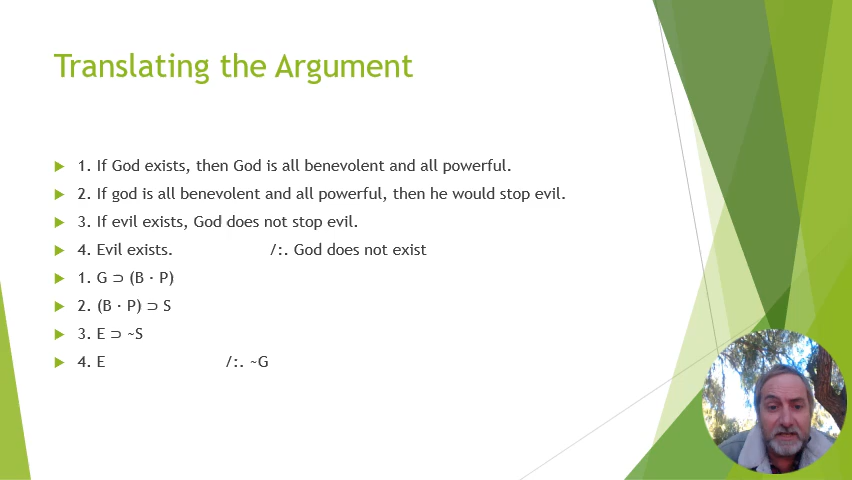 Translating the Argument
1. If God exists, then God is all benevolent and all powerful.
2. If god is all benevolent and all powerful, then he would stop evil.
3. If evil exists, God does not stop evil.
4. Evil exists. /:. God does not exist
1. G ⊃ (B · P)
2. (B · P) ⊃ S
3. E ⊃ ~S
4. E /:. ~G